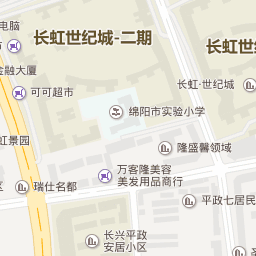 电脑
长虹世纪城-二期
长虹世纪
金融大厦
可可超市
长虹·世纪城
绵阳市实验小学
虹景园
隆盛馨领域
万客隆美容
美发用品商行
区
瑞仕名都
平政七居民
长兴平政
安居小区